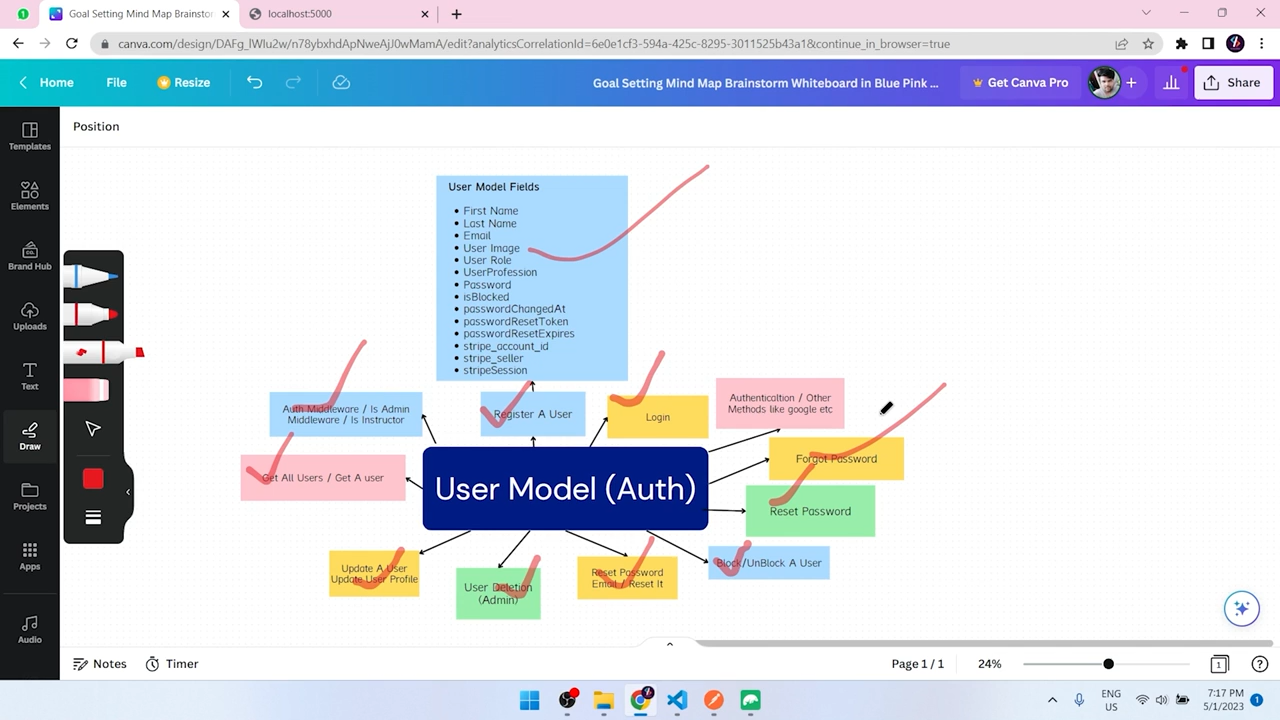 Goal Setting Mind Map Brainstor
localhost:5000
canva.com/design/DAFg_lWIu2w/n78ybxhdApNweAjJ0wMamA/edit?analyticsCorrelationId=6e0e1cf3-594a-425c-8295-3011525b43a1&continue_in_browser=true
Home
File
Resize
Goal Setting Mind Map Brainstorm Whiteboard in Blue Pink ...
Get Canva Pro
Share
Position
Templates
Elements
Brand Hub
Uploads
Text
Draw
Projects
Apps
Audio
User Model Fields
First Name
Last Name
Email
User Image
User Role
UserProfession
Password
isBlocked
passwordChangedAt
passwordResetToken
passwordResetExpires
stripe_account_id
stripe_seller
stripeSession
Auth Middleware / Is Admin
Middleware / Is Instructor
Register A User
Login
Authenticaltion / Other
Methods like google etc
Get All Users / Get A user
User Model (Auth)
Forgot Password
Reset Password
Update A User
Update User Profile
User Deletion
(Admin)
Reset Password
Email / Reset It
Block/UnBlock A User
Notes
Timer
Page 1 / 1
24%
1
ENG
US
7:17 PM
5/1/2023
1